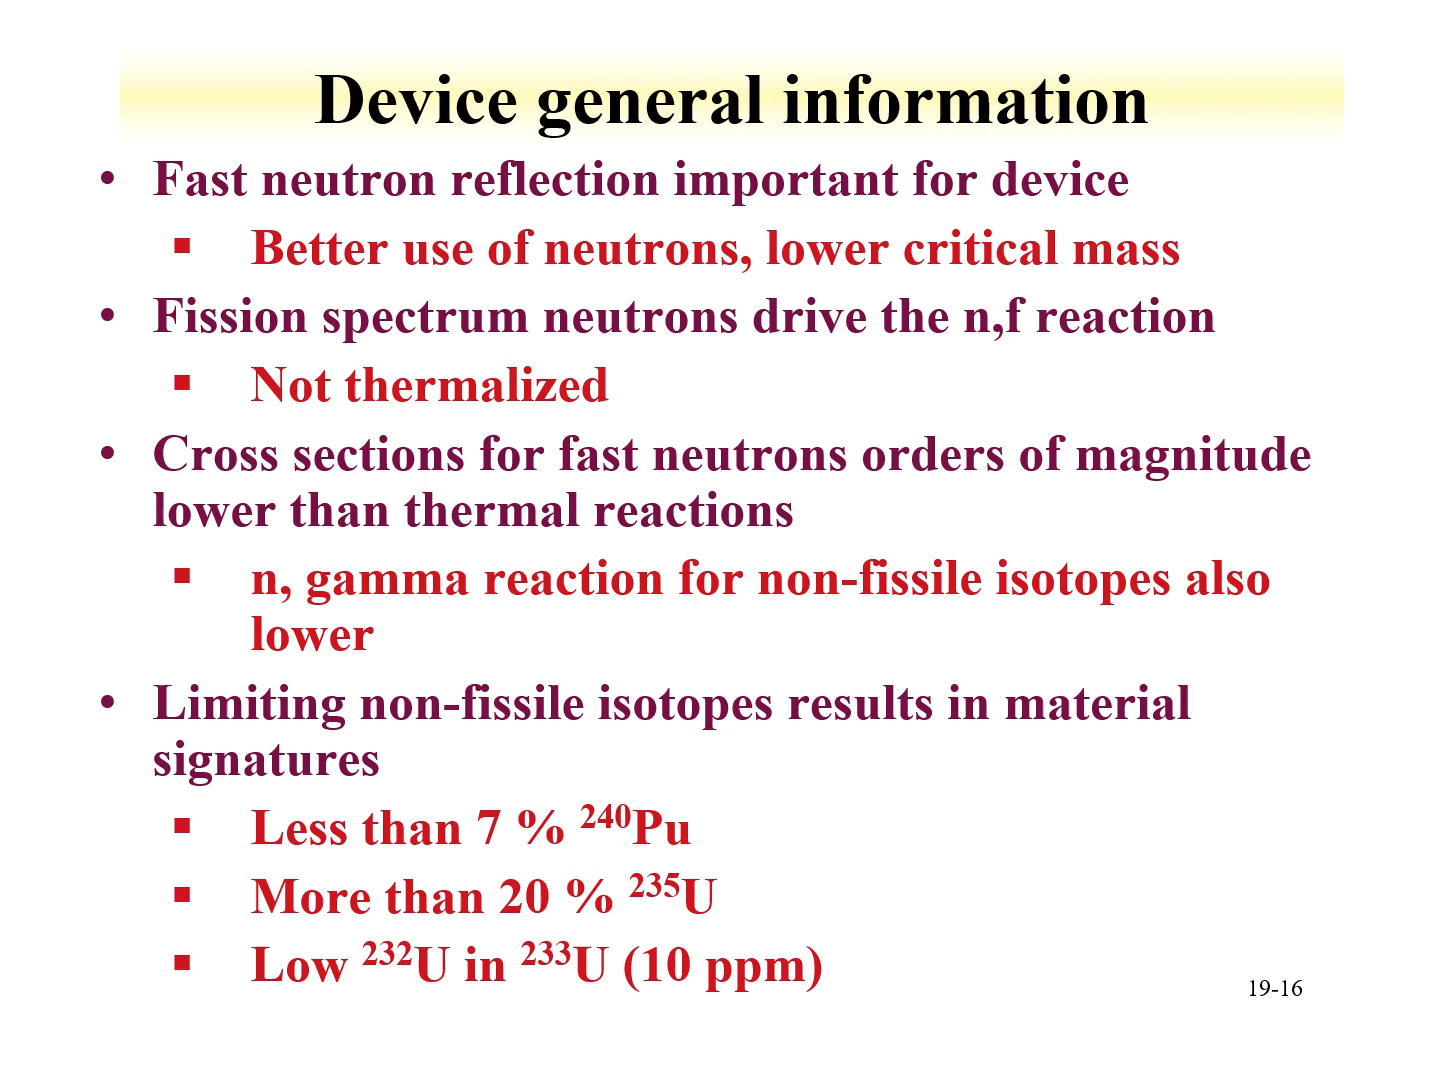 Device general information
• Fast neutron reflection important for device
▪ Better use of neutrons, lower critical mass
• Fission spectrum neutrons drive the n,f reaction
▪ Not thermalized
• Cross sections for fast neutrons orders of magnitude
lower than thermal reactions
▪ n, gamma reaction for non-fissile isotopes also
lower
• Limiting non-fissile isotopes results in material
signatures
▪ Less than 7 % ²⁴⁰Pu
▪ More than 20 % ²³⁵U
▪ Low ²³²U in ²³³U (10 ppm)
19-16